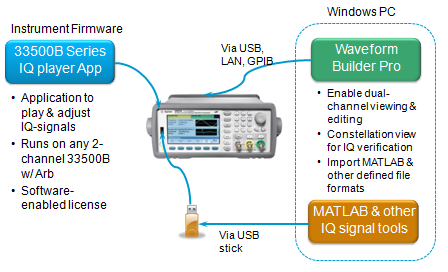 Instrument Firmware
33500B Series
IQ player App
• Application to
play & adjust
IQ-signals
• Runs on any 2-
channel 33500B
w/ Arb
• Software-
enabled license
Via USB,
LAN, GPIB
Via USB
stick
Windows PC
Waveform
Builder Pro
• Enable dual-
channel viewing &
editing
• Constellation view
for IQ verification
• Import MATLAB &
other defined file
formats
MATLAB & other
IQ signal tools